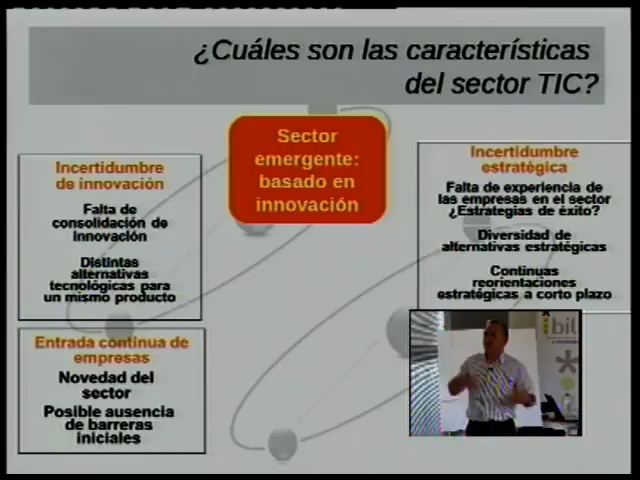 ¿Cuáles son las características
del sector TIC?
Sector
emergente:
basado en
innovación
Incertidumbre
de innovación
Falta de
consolidación de
innovación
Distintas
alternativas
tecnológicas para
un mismo producto
Incertidumbre
estratégica
Falta de experiencia de
las empresas en el sector
¿Estrategias de éxito?
Diversidad de
alternativas estratégicas
Continuas
reorientaciones
estratégicas a corto plazo
Entrada continua de
empresas
Novedad del
sector
Posible ausencia
de barreras
iniciales
bil